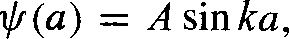 ψ(a) = A sin ka,